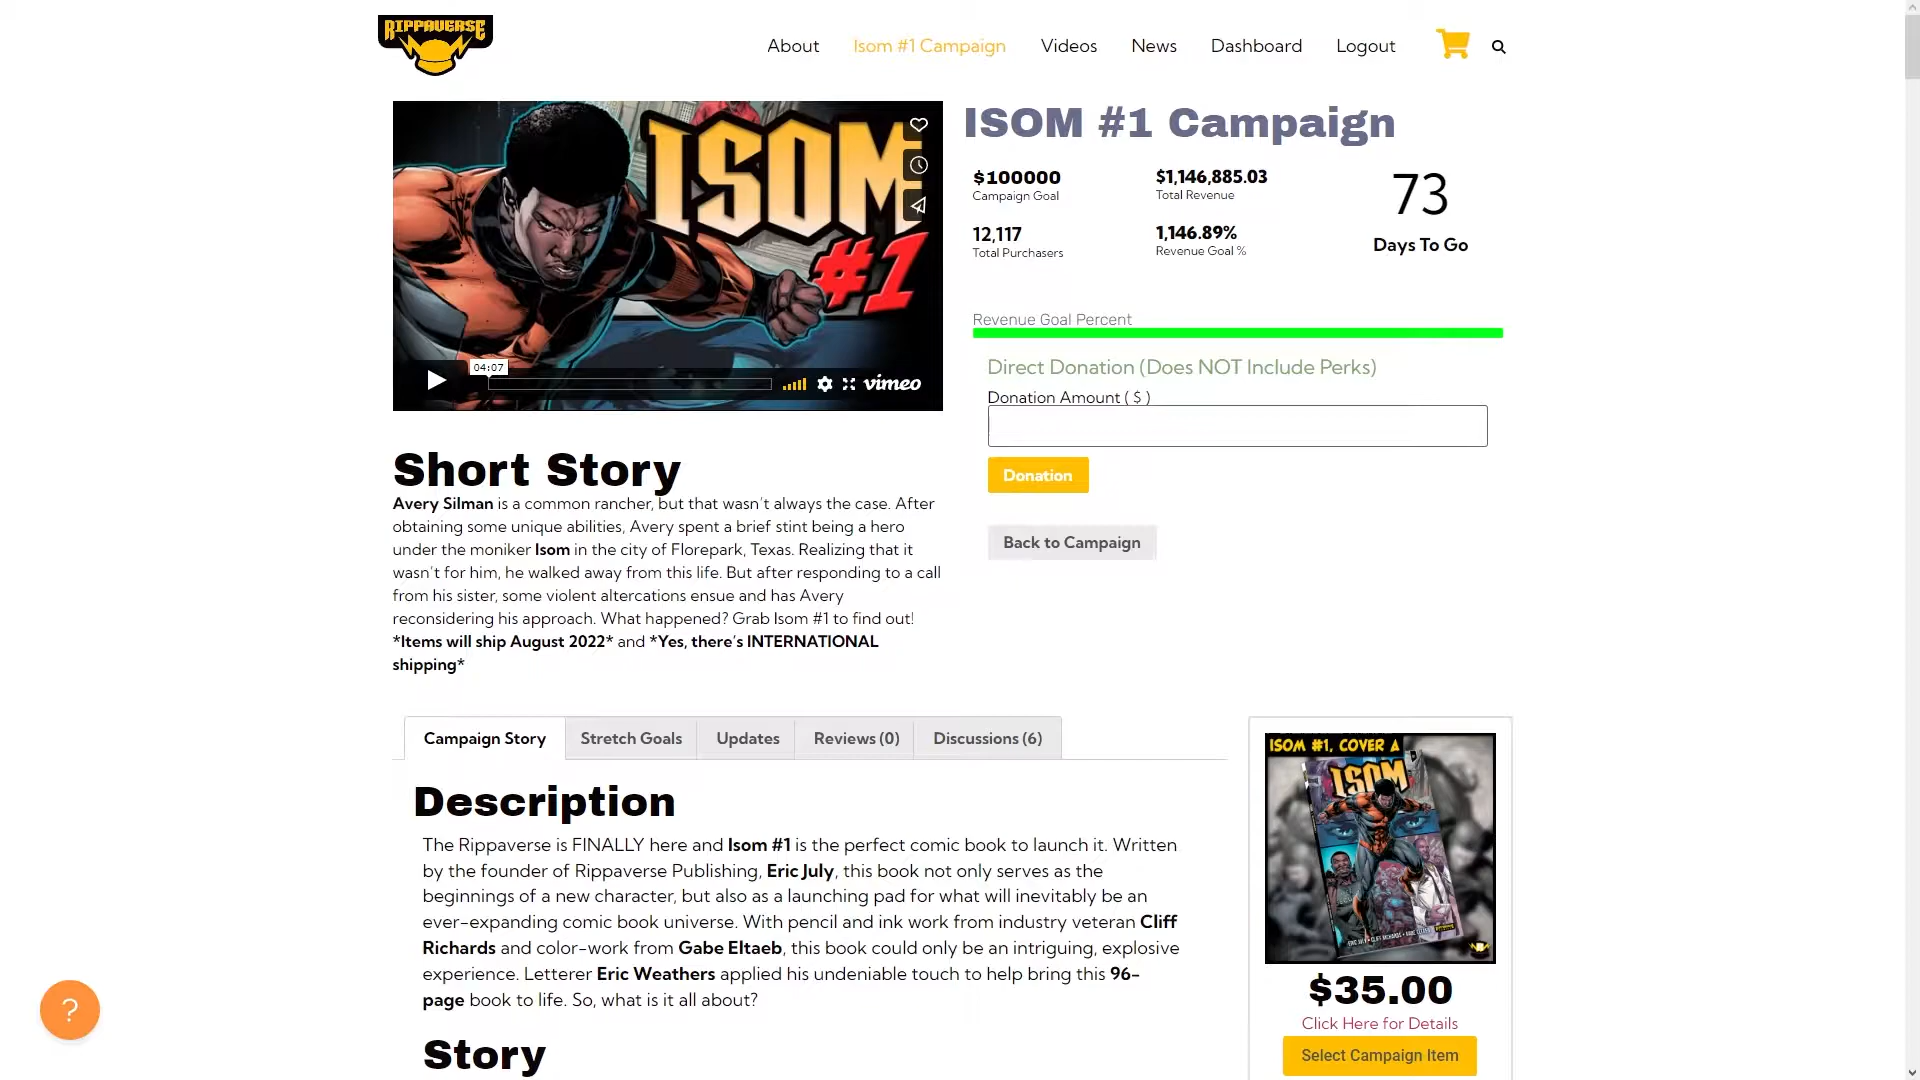 RIPPAVERSE
About
Isom #1 Campaign
Videos
News
Dashboard
Logout
ISOM
#1
04:07
vimeo
ISOM #1 Campaign
$100000
Campaign Goal
$1,146,885.03
Total Revenue
12,117
Total Purchasers
1,146.89%
Revenue Goal %
73
Days To Go
Revenue Goal Percent
Direct Donation (Does NOT Include Perks)
Donation Amount ( $ )
Donation
Back to Campaign
Short Story
Avery Silman is a common rancher, but that wasn't always the case. After
obtaining some unique abilities, Avery spent a brief stint being a hero
under the moniker Isom in the city of Florepark, Texas. Realizing that it
wasn't for him, he walked away from this life. But after responding to a call
from his sister, some violent altercations ensue and has Avery
reconsidering his approach. What happened? Grab Isom #1 to find out!
*Items will ship August 2022* and *Yes, there's INTERNATIONAL
shipping*
Campaign Story
Stretch Goals
Updates
Reviews (0)
Discussions (6)
Description
The Rippaverse is FINALLY here and Isom #1 is the perfect comic book to launch it. Written
by the founder of Rippaverse Publishing, Eric July, this book not only serves as the
beginnings of a new character, but also as a launching pad for what will inevitably be an
ever-expanding comic book universe. With pencil and ink work from industry veteran Cliff
Richards and color-work from Gabe Eltaeb, this book could only be an intriguing, explosive
experience. Letterer Eric Weathers applied his undeniable touch to help bring this 96-
page book to life. So, what is it all about?
Story
ISOM #1, COVER A
ISOM
$35.00
Click Here for Details
Select Campaign Item
?